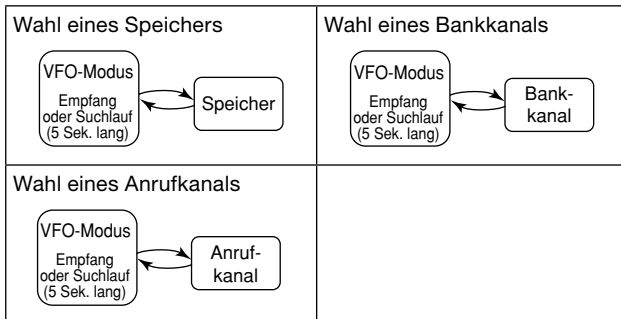 Wahl eines Speichers
VFO-Modus
Empfang
oder Suchlauf
(5 Sek. lang)
Speicher
Wahl eines Bankkanals
VFO-Modus
Empfang
oder Suchlauf
(5 Sek. lang)
Bank-
kanal
Wahl eines Anrufkanals
VFO-Modus
Empfang
oder Suchlauf
(5 Sek. lang)
Anruf-
kanal